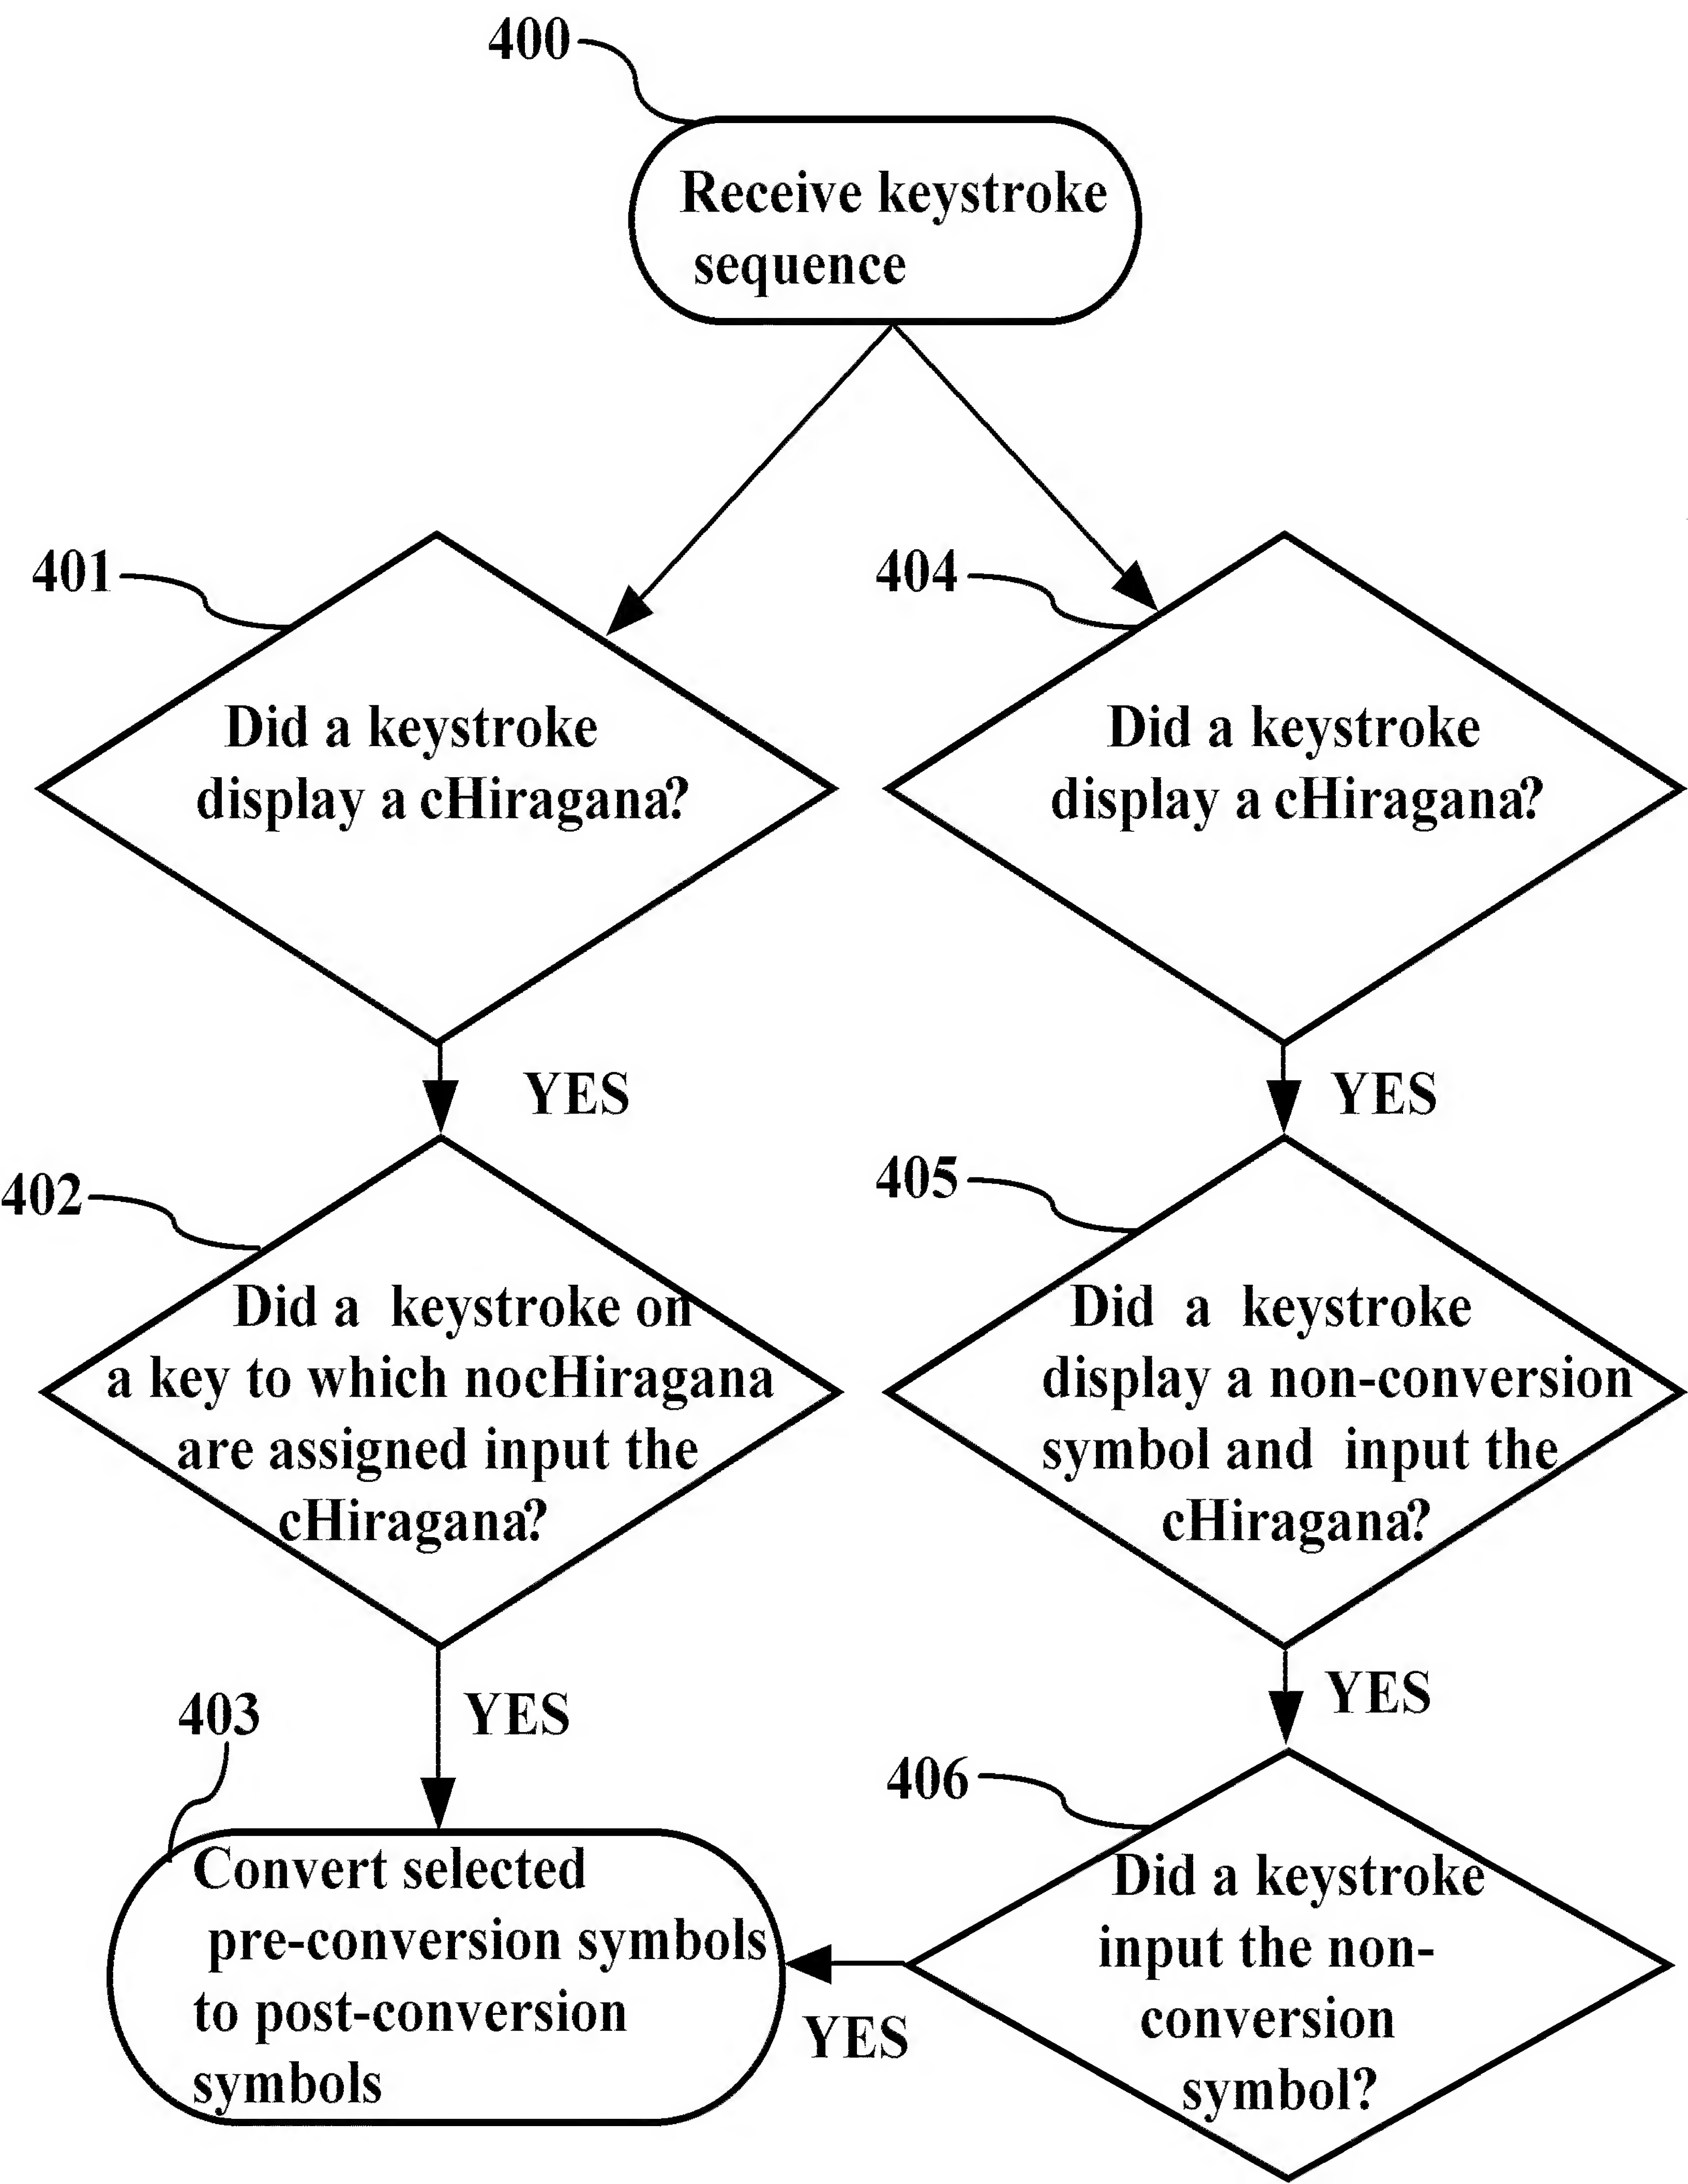 400
Receive keystroke
sequence
401
Did a keystroke
display a cHiragana?
YES
402
Did a keystroke on
a key to which nocHiragana
are assigned input the
cHiragana?
YES
403
Convert selected
pre-conversion symbols
to post-conversion
symbols
404
Did a keystroke
display a cHiragana?
YES
405
Did a keystroke
display a non-conversion
symbol and input the
cHiragana?
YES
406
Did a keystroke
input the non-
conversion
symbol?
YES